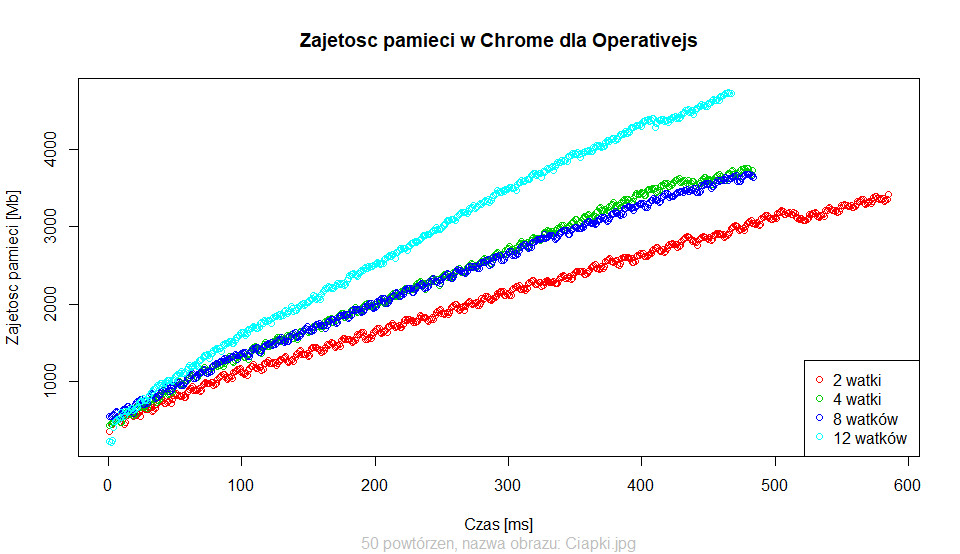 Zajetosc pamieci w Chrome dla Operativejs
Zajetosc pamieci [Mb]
4000
3000
2000
1000
2 watki
4 watki
8 watków
12 watków
0 100 200 300 400 500 600
Czas [ms]
50 powtórzen, nazwa obrazu: Ciapki.jpg